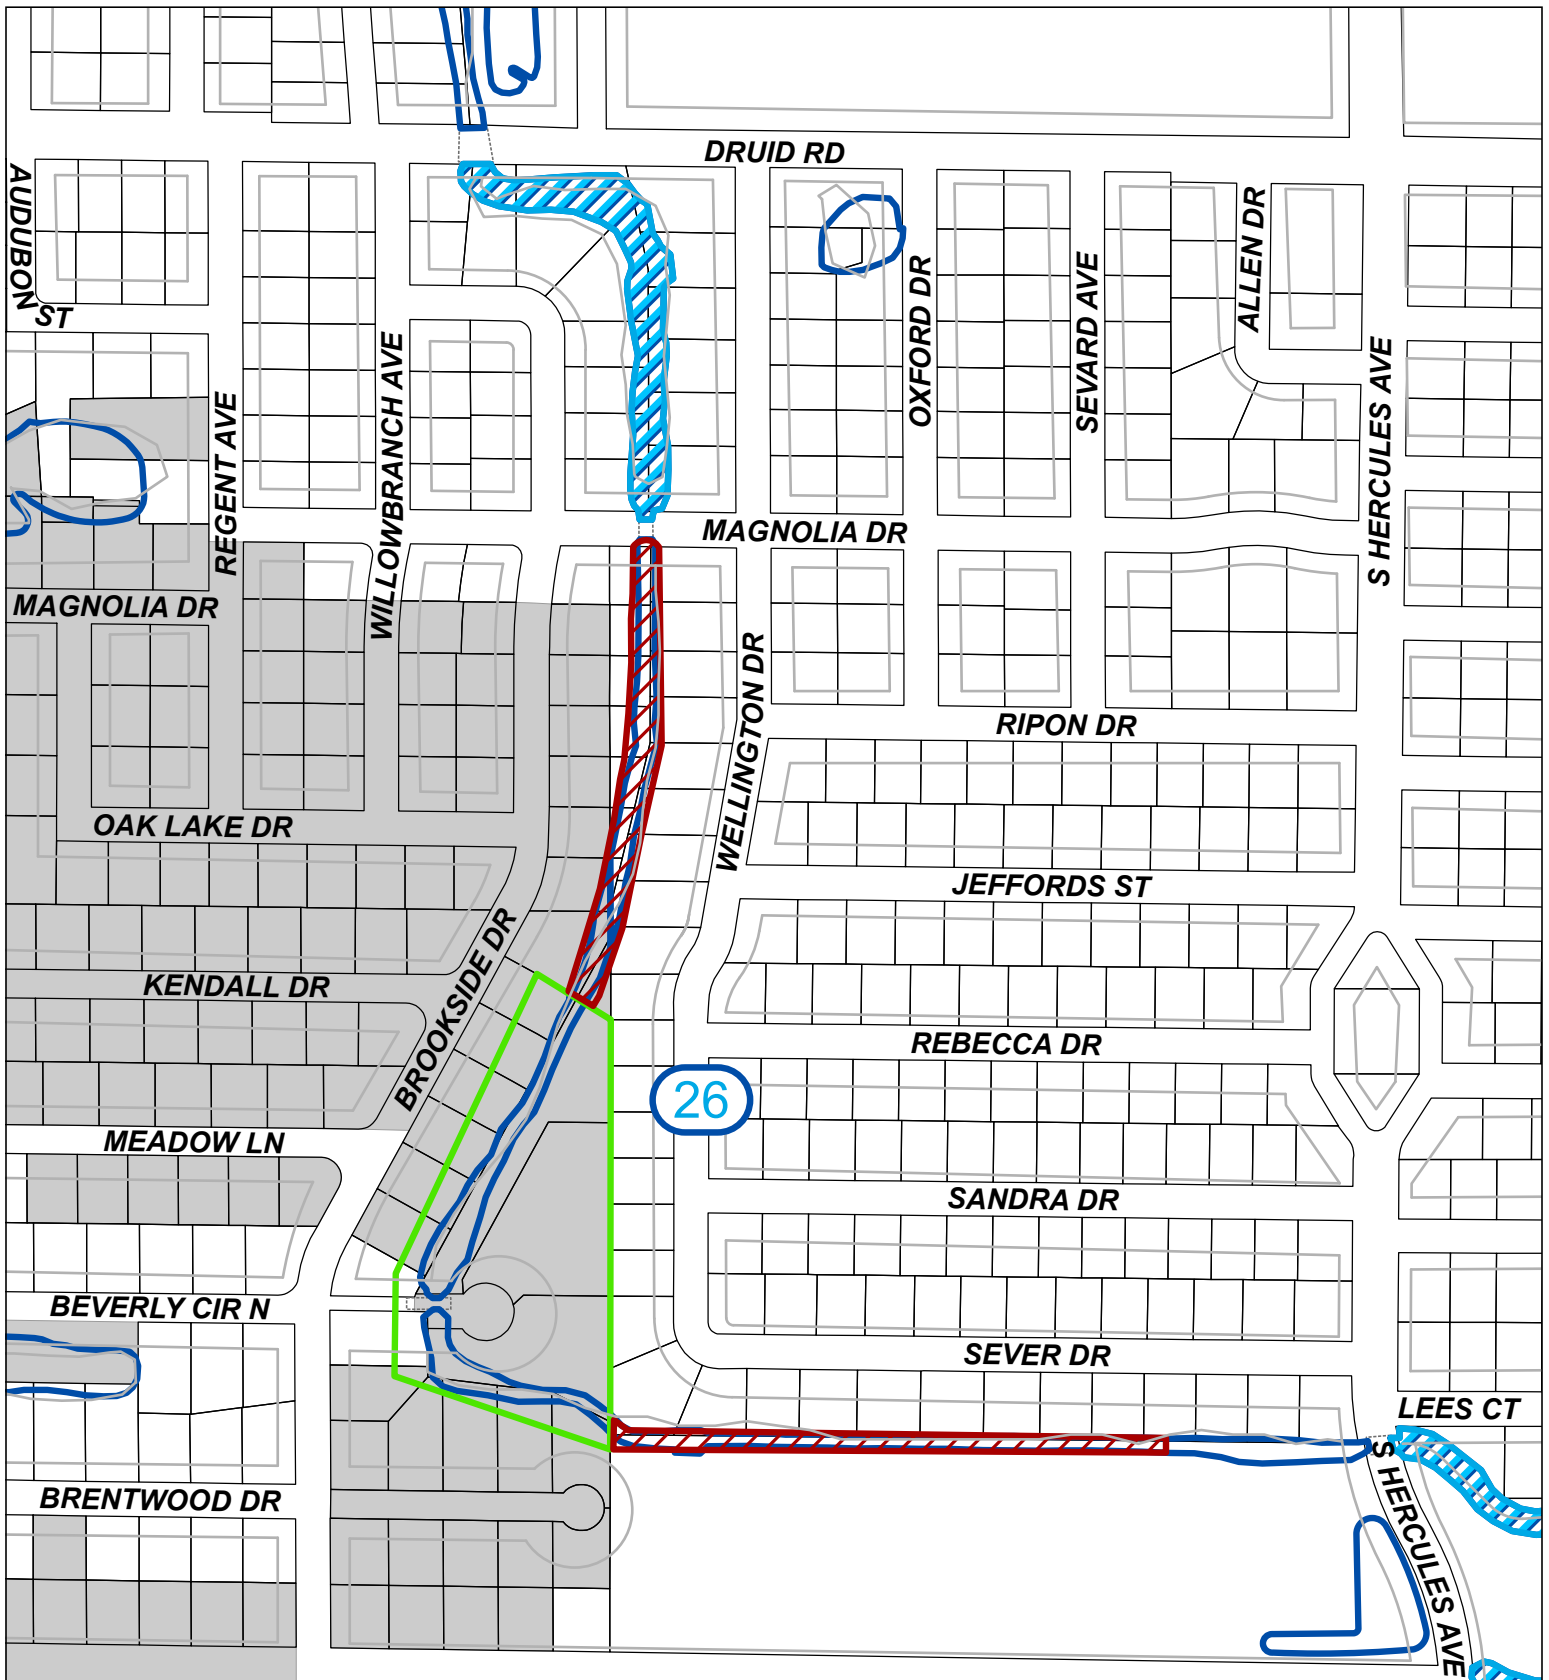 DRUID RD
AUDUBON ST
ALLEN DR
OXFORD DR
SEVARD AVE
WILLOWBRANCH AVE
S HERCULES AVE
REGENT AVE
MAGNOLIA DR
MAGNOLIA DR
WELLINGTON DR
RIPON DR
OAK LAKE DR
JEFFORDS ST
BROOKSIDE DR
KENDALL DR
REBECCA DR
26
MEADOW LN
SANDRA DR
BEVERLY CIR N
SEVER DR
LEES CT
S HERCULES AVE
BRENTWOOD DR